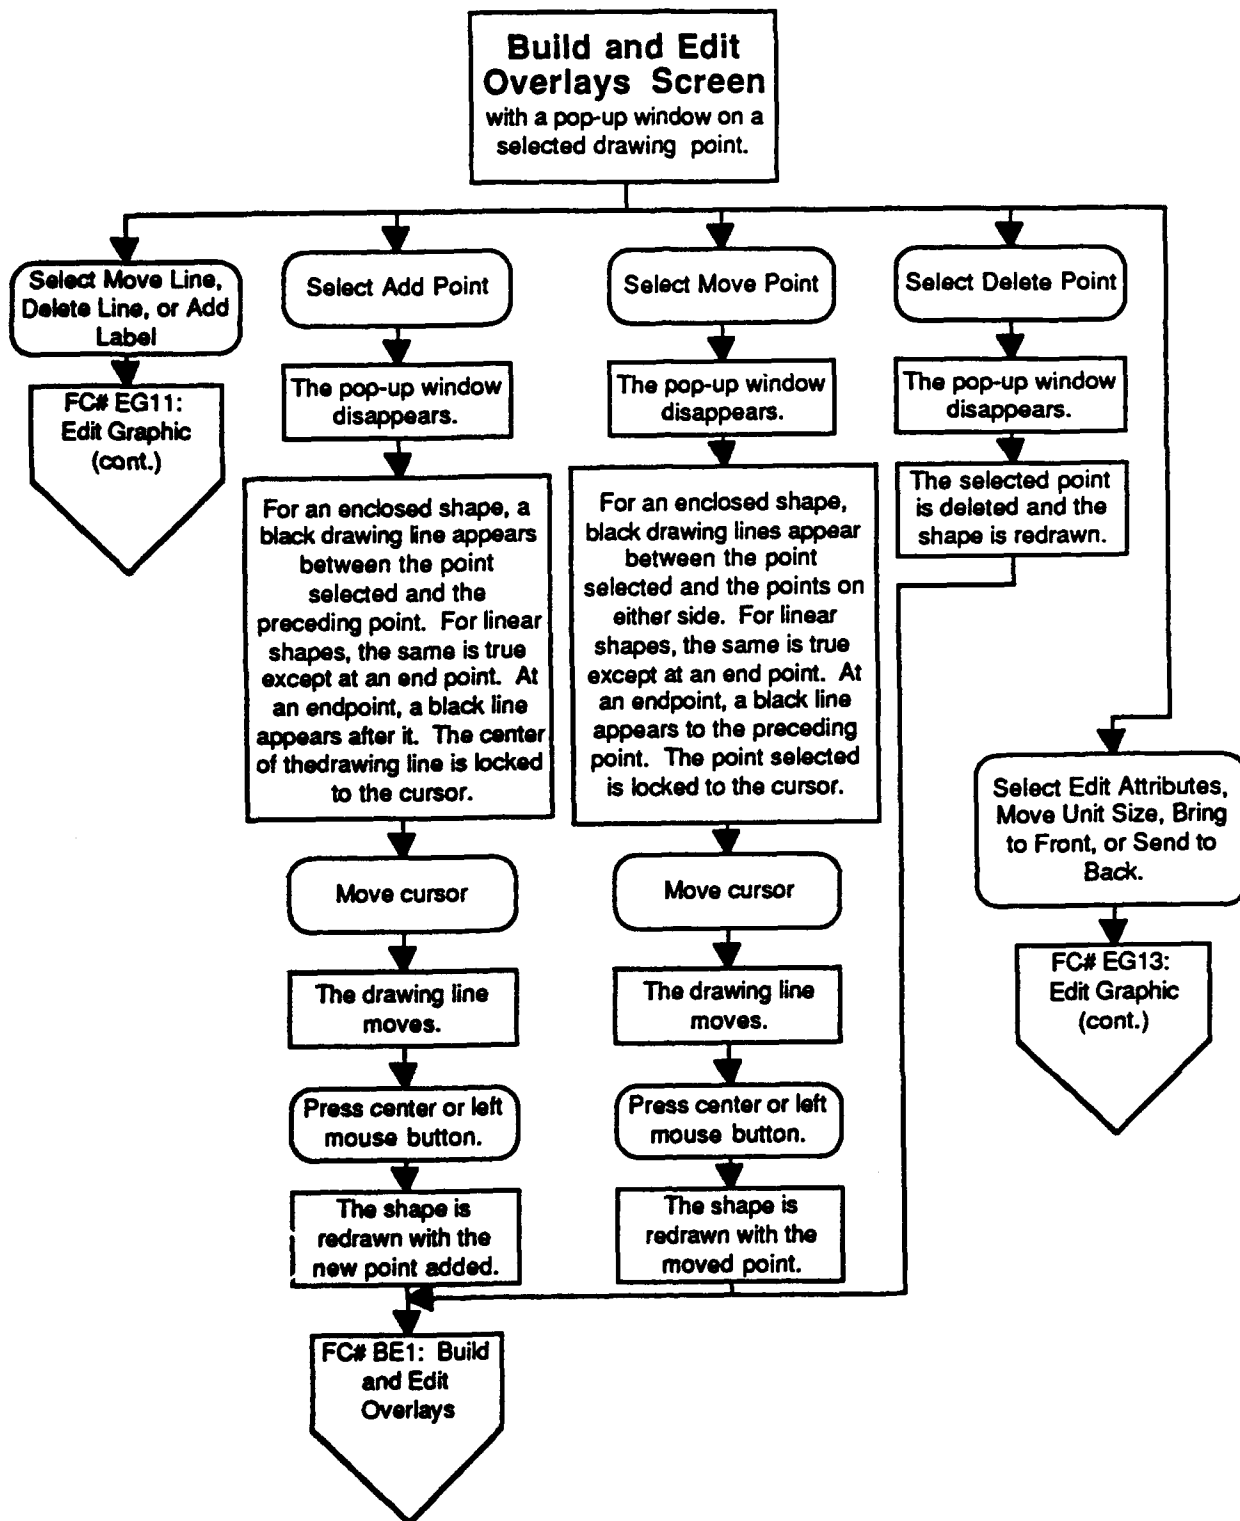 Build and Edit
Overlays Screen
with a pop-up window on a
selected drawing point.
Select Move Line,
Delete Line, or Add
Label
FC# EG11:
Edit Graphic
(cont.)
Select Add Point
The pop-up window
disappears.
For an enclosed shape, a
black drawing line appears
between the point
selected and the
preceding point. For linear
shapes, the same is true
except at an end point. At
an endpoint, a black line
appears after it. The center
of thedrawing line is locked
to the cursor.
Move cursor
The drawing line
moves.
Press center or left
mouse button.
The shape is
redrawn with the
new point added.
Select Move Point
The pop-up window
disappears.
For an enclosed shape,
black drawing lines appear
between the point
selected and the points on
either side. For linear
shapes, the same is true
except at an end point. At
an endpoint, a black line
appears to the preceding
point. The point selected
is locked to the cursor.
Move cursor
The drawing line
moves.
Press center or left
mouse button.
The shape is
redrawn with the
moved point.
Select Delete Point
The pop-up window
disappears.
The selected point
is deleted and the
shape is redrawn.
Select Edit Attributes,
Move Unit Size, Bring
to Front, or Send to
Back.
FC# EG13:
Edit Graphic
(cont.)
FC# BE1: Build
and Edit
Overlays